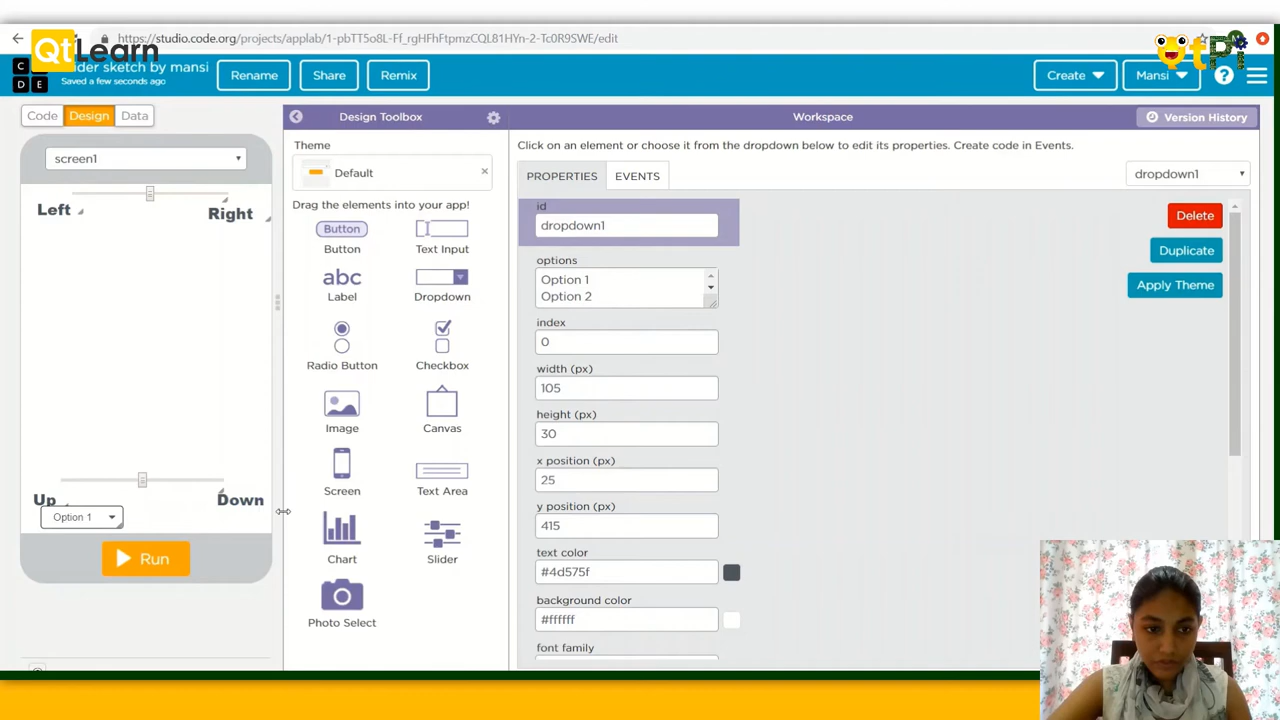 https://studio.code.org/projects/applab/1-pbTT5o8L-Ff_rgHFhFtpmzCQL81HYn-2-Tc0R9SWE/edit
QtLearn
QtPi
C
D E
der sketch by mansi
Saved a few seconds ago
Rename
Share
Remix
Create
Mansi
?
Code
Design
Data
Design Toolbox
Workspace
Version History
screen1
Left
Right
Up
Down
Option 1
Run
Theme
Default
Drag the elements into your app!
Button
Button
Text Input
abc
Label
Dropdown
Radio Button
Checkbox
Image
Canvas
Screen
Text Area
Chart
Slider
Photo Select
Click on an element or choose it from the dropdown below to edit its properties. Create code in Events.
PROPERTIES
EVENTS
dropdown1
id
dropdown1
Delete
Duplicate
Apply Theme
options
Option 1
Option 2
index
0
width (px)
105
height (px)
30
x position (px)
25
y position (px)
415
text color
#4d575f
background color
#ffffff
font family